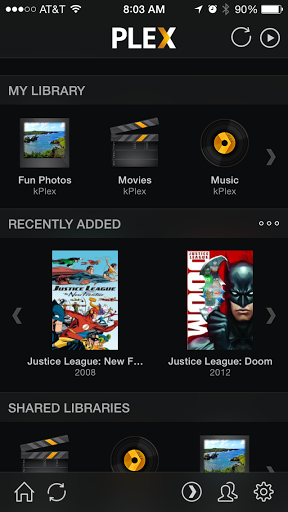 AT&T 8:03 AM 90%
PLEX
MY LIBRARY
Fun Photos Movies Music
kPlex kPlex kPlex
RECENTLY ADDED
JUSTICE LEAGUE
The New Frontier
JUSTICE LEAGUE
DOOM
Justice League: New F... Justice League: Doom
2008 2012
SHARED LIBRARIES